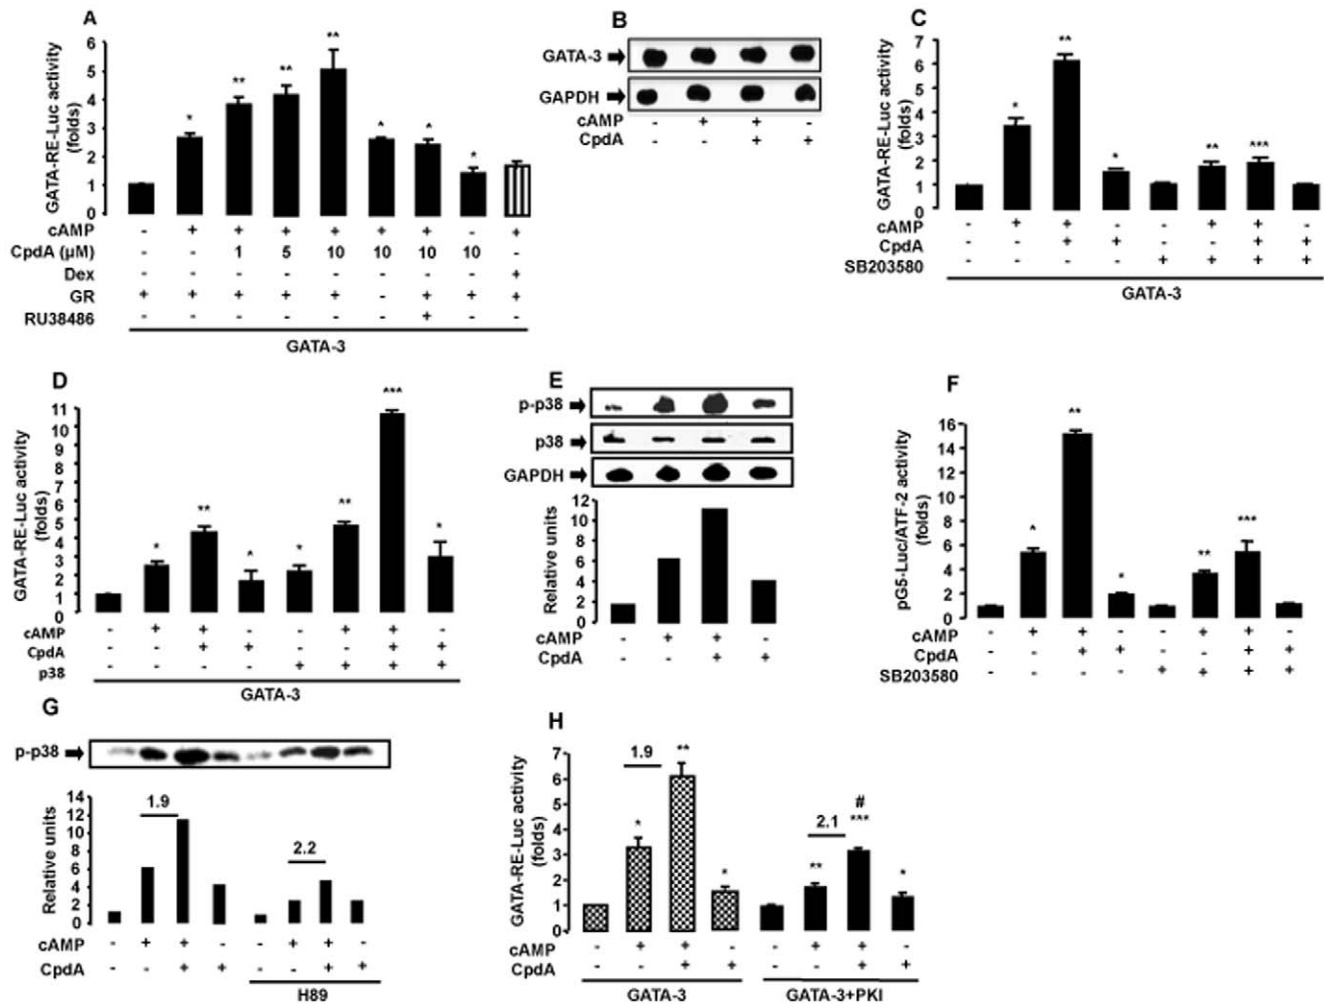 A
GATA-RE-Luc activity
(folds)
6
5
4
3
2
1
0
*
**
**
**
^
^
*
cAMP - + + + + + + - +
CpdA (µM) - - 1 5 10 10 10 10 -
Dex - - - - - - - - +
GR + + + + + - + + +
RU38486 - - - - - - + - -
GATA-3
B
GATA-3
GAPDH
cAMP - + + -
CpdA - - + +
C
GATA-RE-Luc activity
(folds)
7
6
5
4
3
2
1
0
*
**
*
**
***
cAMP - + + - - + + -
CpdA - - + + - - + +
SB203580 - - - - + + + +
GATA-3
D
GATA-RE-Luc activity
(folds)
11
10
9
8
7
6
5
4
3
2
1
0
*
**
*
*
**
***
*
cAMP - + + - - + + -
CpdA - - + + - - + +
p38 - - - - + + + +
GATA-3
E
p-p38
p38
GAPDH
Relative units
12
10
8
6
4
2
0
cAMP - + + -
CpdA - - + +
F
pG5-Luc/ATF-2 activity
(folds)
16
14
12
10
8
6
4
2
0
^
**
*
**
***
cAMP - + + - - + + -
CpdA - - + + - - + +
SB203580 - - - - + + + +
G
p-p38
Relative units
14
12
10
8
6
4
2
0
1.9
2.2
cAMP - + + - - + + -
CpdA - - + + - - + +
H89
H
GATA-RE-Luc activity
(folds)
7
6
5
4
3
2
1
0
1.9
*
**
*
2.1
**
#
***
*
cAMP - + + - - + + -
CpdA - - + + - - + +
GATA-3 GATA-3+PKI